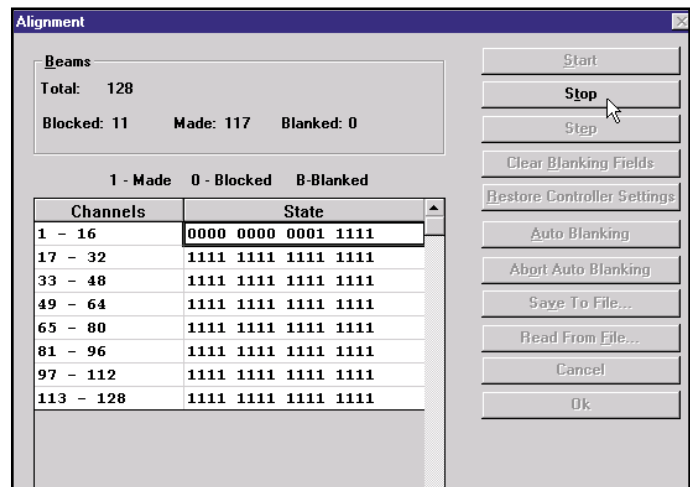 Alignment
Beams
Total: 128
Blocked: 11 Made: 117 Blanked: 0
1 - Made 0 - Blocked B-Blanked
Channels State
1 - 16 0000 0000 0001 1111
17 - 32 1111 1111 1111 1111
33 - 48 1111 1111 1111 1111
49 - 64 1111 1111 1111 1111
65 - 80 1111 1111 1111 1111
81 - 96 1111 1111 1111 1111
97 - 112 1111 1111 1111 1111
113 - 128 1111 1111 1111 1111
Start
Stop
Step
Clear Blanking Fields
Restore Controller Settings
Auto Blanking
Abort Auto Blanking
Save To File...
Read From File...
Cancel
Ok